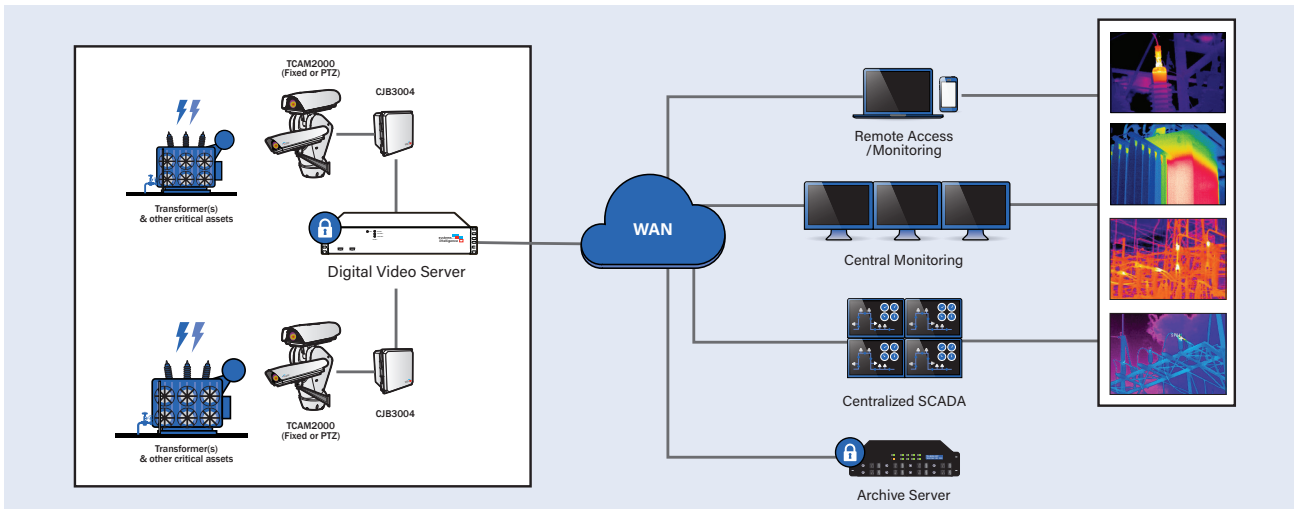 TCAM2000
(Fixed or PTZ)
CJB3004
Transformer(s)
& other critical assets
Digital Video Server
CJB3004
TCAM2000
(Fixed or PTZ)
Transformer(s)
& other critical assets
WAN
Remote Access
/Monitoring
Central Monitoring
Centralized SCADA
Archive Server